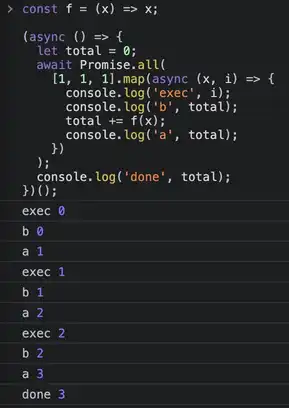 > const f = (x) => x;
(async () => {
let total = 0;
await Promise.all(
[1, 1, 1].map(async (x, i) => {
console.log('exec', i);
console.log('b', total);
total += f(x);
console.log('a', total);
})
);
console.log('done', total);
})();
exec 0
b 0
a 1
exec 1
b 1
a 2
exec 2
b 2
a 3
done 3